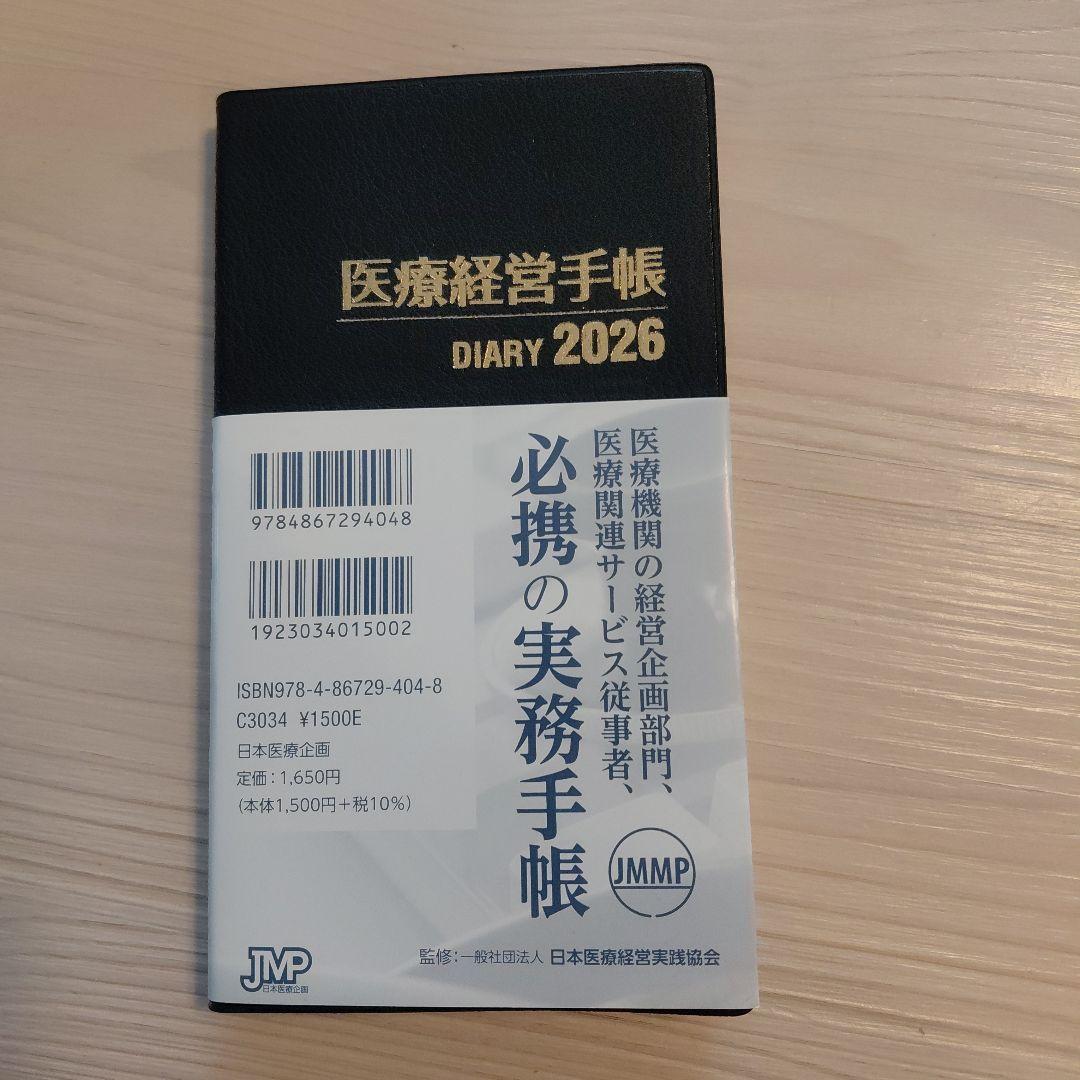 医療経営手帳
DIARY 2026
医療機関の経営企画部門、
医療関連サービス従事者、
必携の実務手帳
9784867294048
1923034015002
ISBN978-4-86729-404-8
C3034 ¥1500E
日本医療企画
定価：1,650円
（本体1,500円＋税10％）
JMMP
JMP
日本医療企画
監修：一般社団法人 日本医療経営実践協会